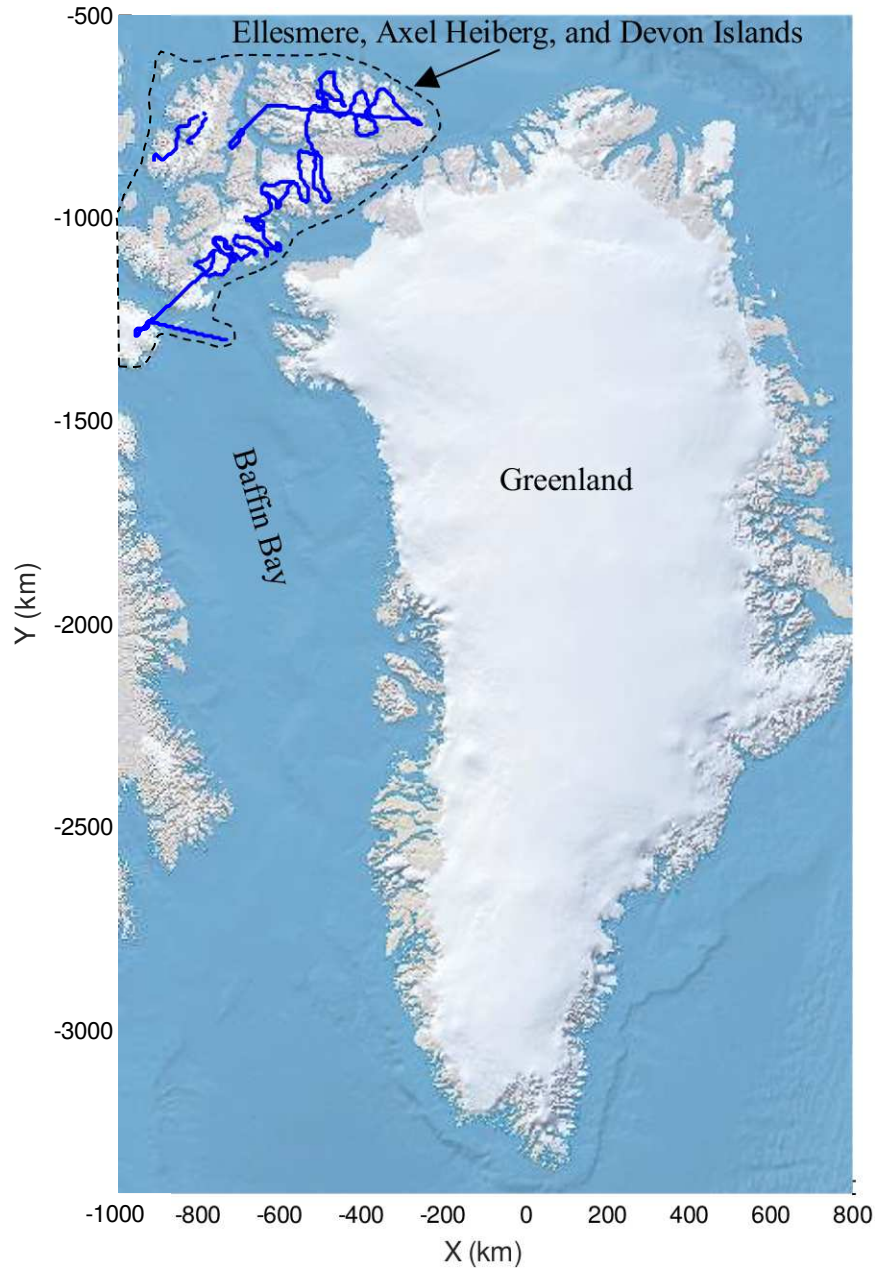 -500
Ellesmere, Axel Heiberg, and Devon Islands
-1000
-1500
Baffin Bay
Greenland
Y (km)
-2000
-2500
-3000
-1000 -800 -600 -400 -200 0 200 400 600 800
X (km)